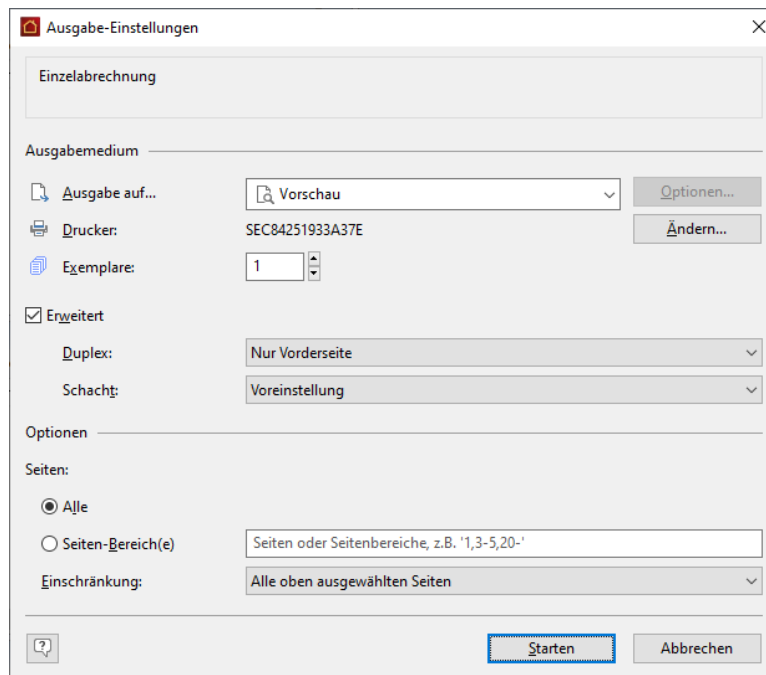 Ausgabe-Einstellungen
Einzelabrechnung
Ausgabemedium
Ausgabe auf... Vorschau Optionen...
Drucker: SEC84251933A37E Ändern...
Exemplare: 1
Erweitert
Duplex: Nur Vorderseite
Schacht: Voreinstellung
Optionen
Seiten:
Alle
Seiten-Bereich(e) Seiten oder Seitenbereiche, z.B. '1,3-5,20-'
Einschränkung: Alle oben ausgewählten Seiten
Starten Abbrechen